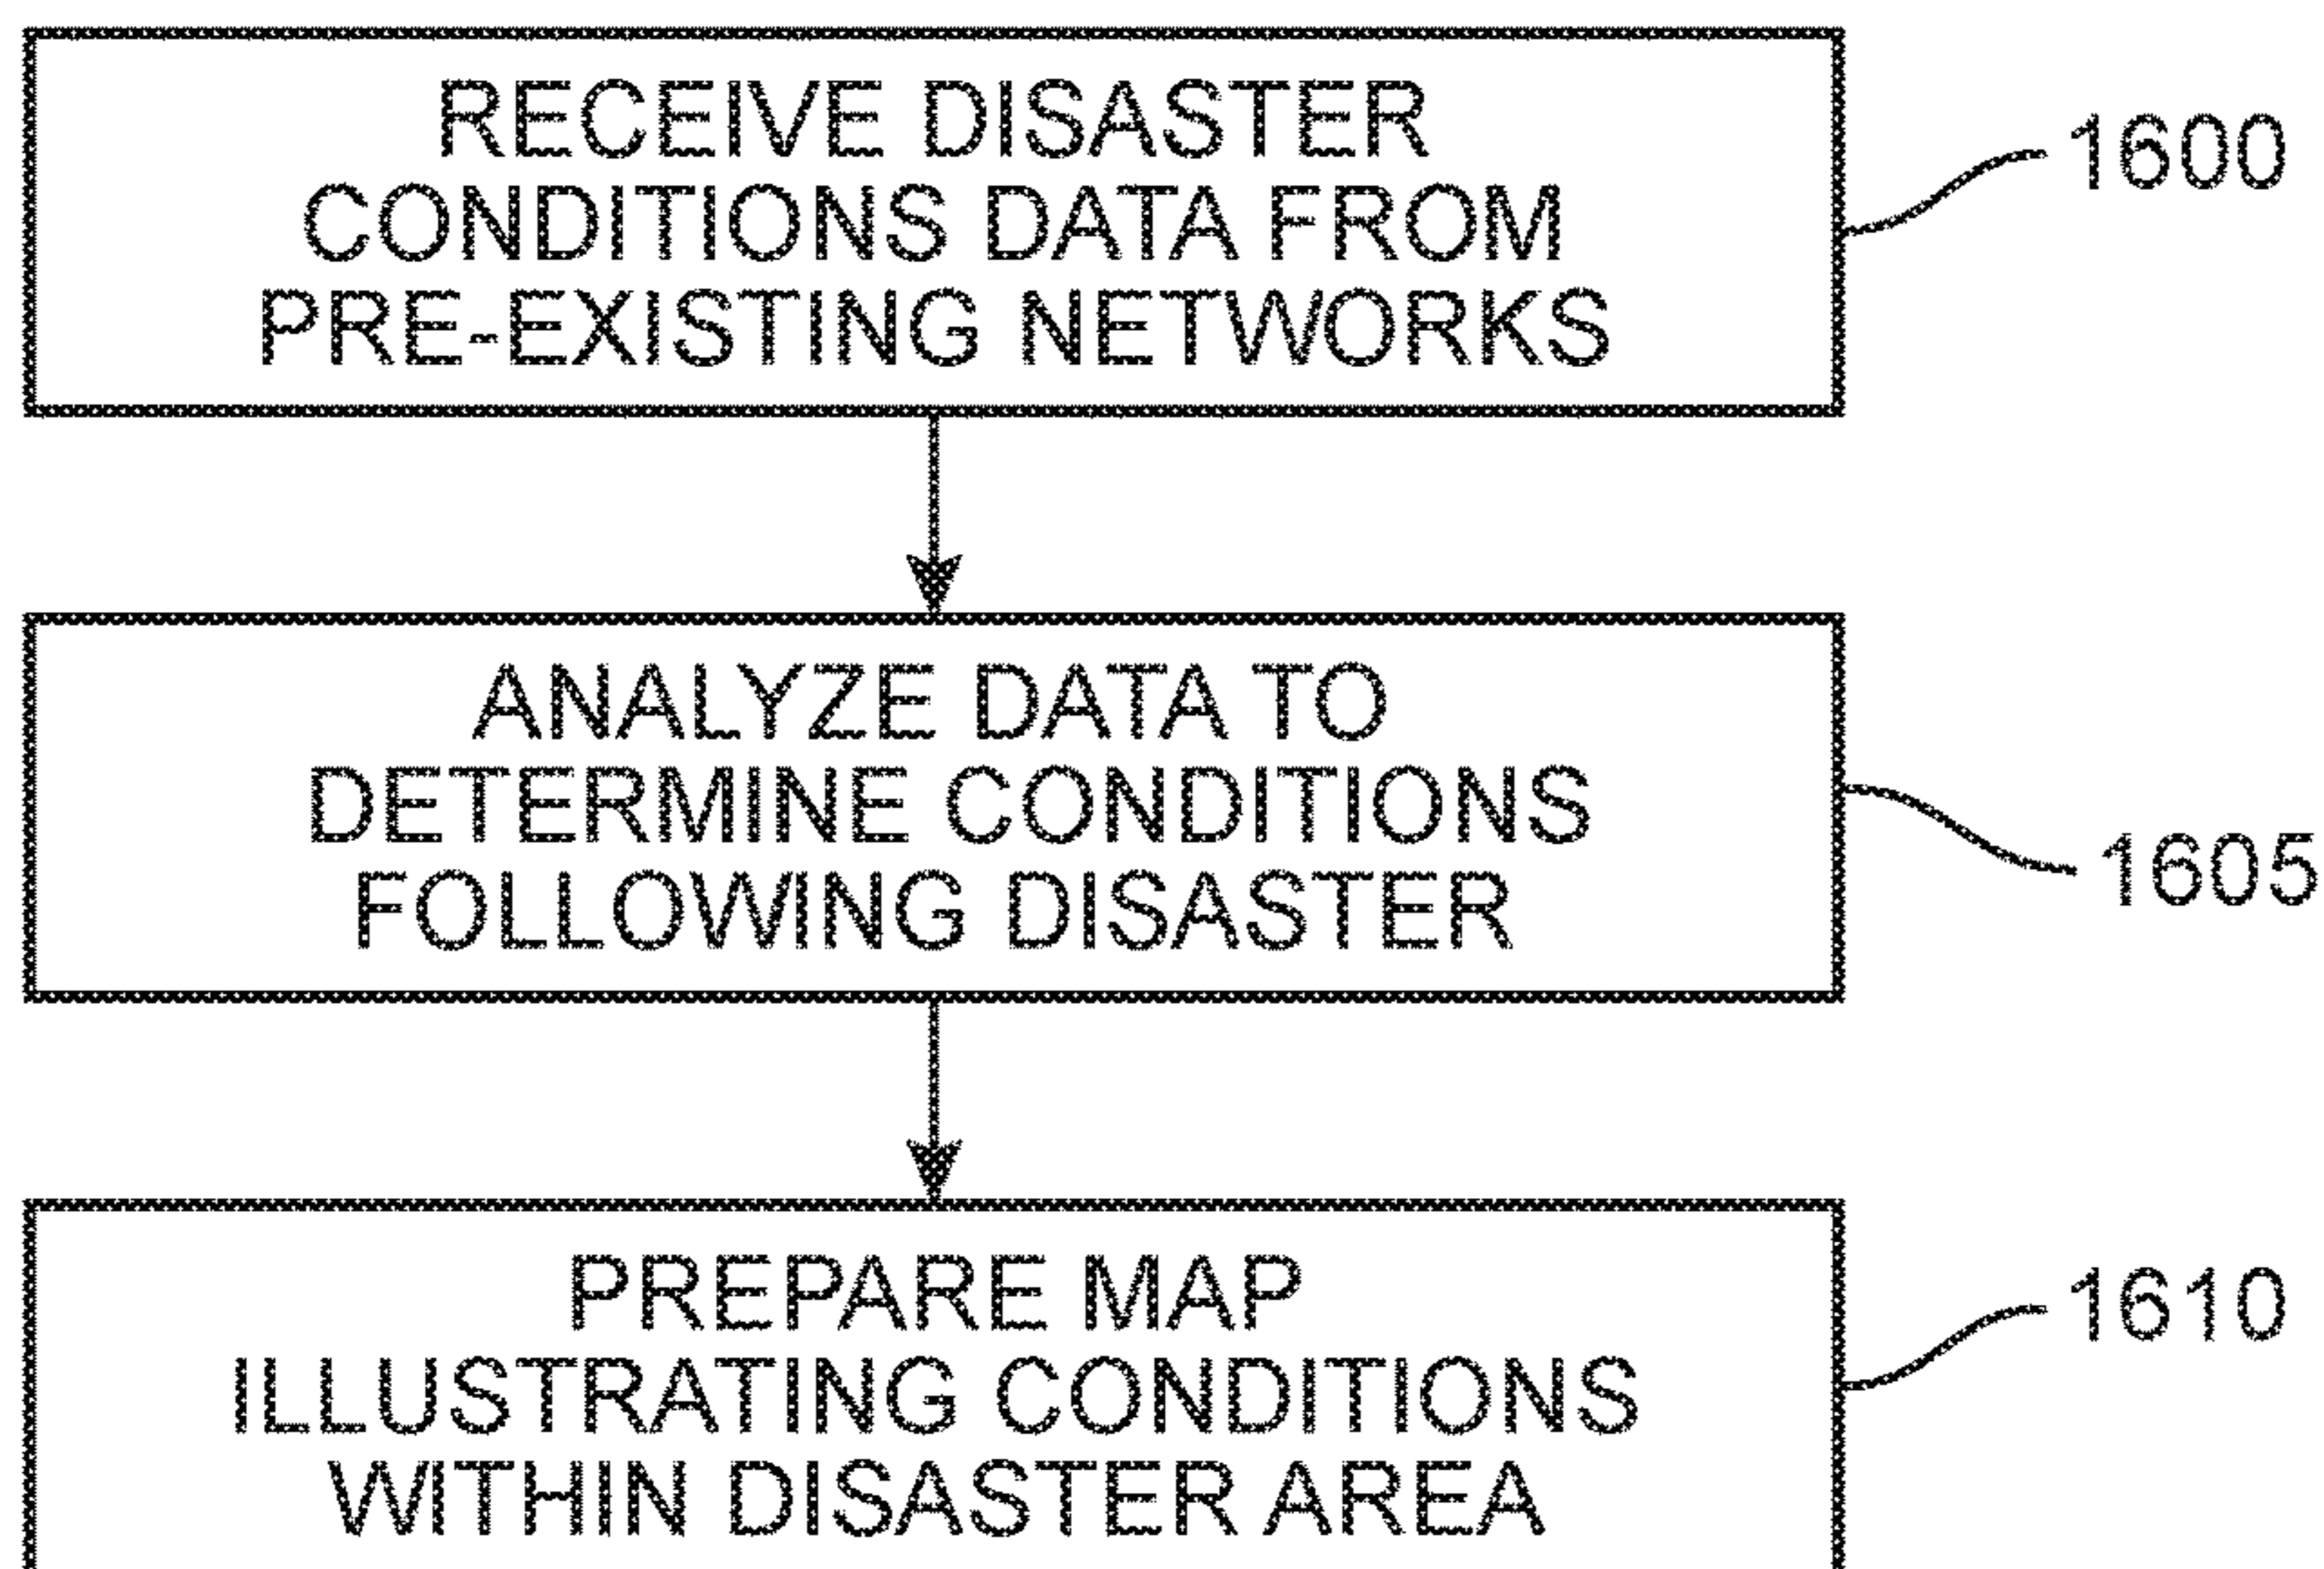 RECEIVE DISASTER
CONDITIONS DATA FROM
PRE-EXISTING NETWORKS
1600
ANALYZE DATA TO
DETERMINE CONDITIONS
FOLLOWING DISASTER
1605
PREPARE MAP
ILLUSTRATING CONDITIONS
WITHIN DISASTER AREA
1610